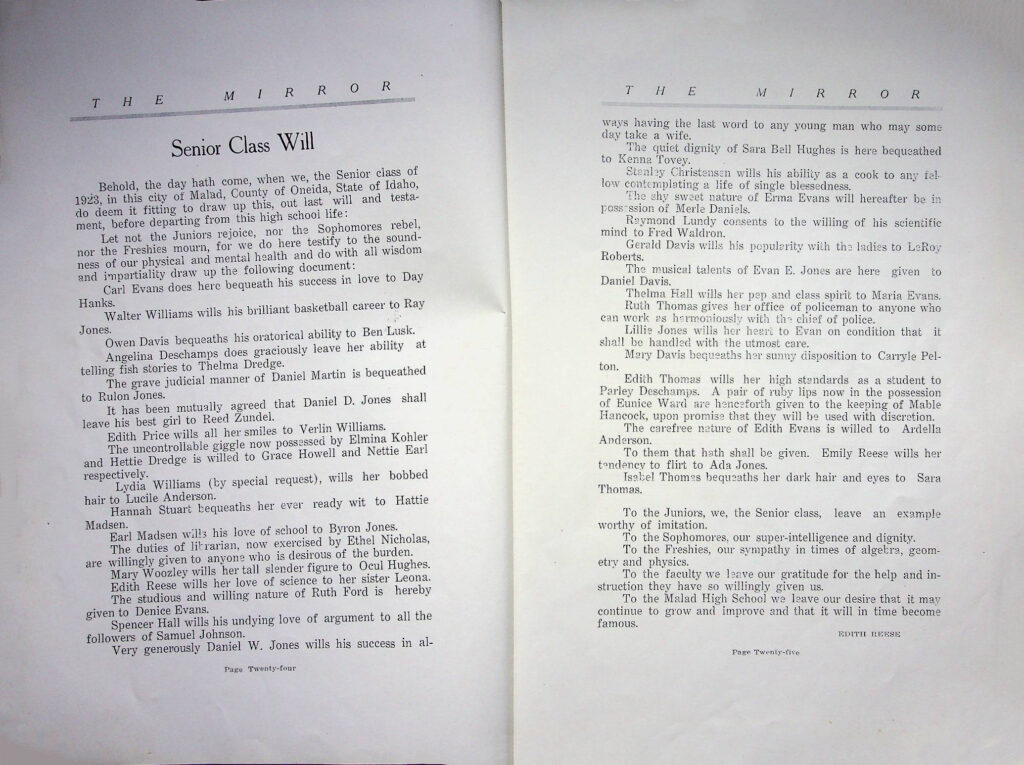 THE MIRROR
Senior Class Will
Behold, the day hath come, when we, the Senior class of
1923, in this city of Malad, County of Oneida, State of Idaho,
do deem it fitting to draw up this, out last will and testa-
ment, before departing from this high school life:
Let not the Juniors rejoice, nor the Sophomores rebel,
nor the Freshies mourn, for we do here testify to the sound-
ness of our physical and mental health and do with all wisdom
and impartiality draw up the following document:
Carl Evans does here bequeath his success in love to Day
Hanks.
Walter Williams wills his brilliant basketball career to Ray
Jones.
Owen Davis bequeaths his oratorical ability to Ben Lusk.
Angelina Deschamps does graciously leave her ability at
telling fish stories to Thelma Dredge.
The grave judicial manner of Daniel Martin is bequeathed
to Rulon Jones.
It has been mutually agreed that Daniel D. Jones shall
leave his best girl to Reed Zundel.
Edith Price wills all her smiles to Verlin Williams.
The uncontrollable giggle now possessed by Elmina Kohler
and Hettie Dredge is willed to Grace Howell and Nettie Earl
respectively.
Lydia Williams (by special request), wills her bobbed
hair to Lucile Anderson.
Hannah Stuart bequeaths her ever ready wit to Hattie
Madsen.
Earl Madsen wills his love of school to Byron Jones.
The duties of librarian, now exercised by Ethel Nicholas,
are willingly given to anyone who is desirous of the burden.
Mary Woozley wills her tall slender figure to Ocul Hughes.
Edith Reese wills her love of science to her sister Leona.
The studious and willing nature of Ruth Ford is hereby
given to Denice Evans.
Spencer Hall wills his undying love of argument to all the
followers of Samuel Johnson.
Very generously Daniel W. Jones wills his success in al-
Page Twenty-four
THE MIRROR
ways having the last word to any young man who may some
day take a wife.
The quiet dignity of Sara Bell Hughes is here bequeathed
to Kenna Tovey.
Stanley Christensen wills his ability as a cook to any fel-
low contemplating a life of single blessedness.
The shy sweet nature of Erma Evans will hereafter be in
possession of Merle Daniels.
Raymond Lundy consents to the willing of his scientific
mind to Fred Waldron.
Gerald Davis wills his popularity with the ladies to LeRoy
Roberts.
The musical talents of Evan E. Jones are here given to
Daniel Davis.
Thelma Hall wills her pep and class spirit to Maria Evans.
Ruth Thomas gives her office of policeman to anyone who
can work as harmoniously with the chief of police.
Lillie Jones wills her heart to Evan on condition that it
shall be handled with the utmost care.
Mary Davis bequeaths her sunny disposition to Carryle Pel-
ton.
Edith Thomas wills her high standards as a student to
Parley Deschamps. A pair of ruby lips now in the possession
of Eunice Ward are henceforth given to the keeping of Mable
Hancock, upon promise that they will be used with discretion.
The carefree nature of Edith Evans is willed to Ardella
Anderson.
To them that hath shall be given. Emily Reese wills her
tendency to flirt to Ada Jones.
Isabel Thomas bequeaths her dark hair and eyes to Sara
Thomas.
To the Juniors, we, the Senior class, leave an example
worthy of imitation.
To the Sophomores, our super-intelligence and dignity.
To the Freshies, our sympathy in times of algebra, geom-
etry and physics.
To the faculty we leave our gratitude for the help and in-
struction they have so willingly given us.
To the Malad High School we leave our desire that it may
continue to grow and improve and that it will in time become
famous.
EDITH REESE
Page Twenty-five